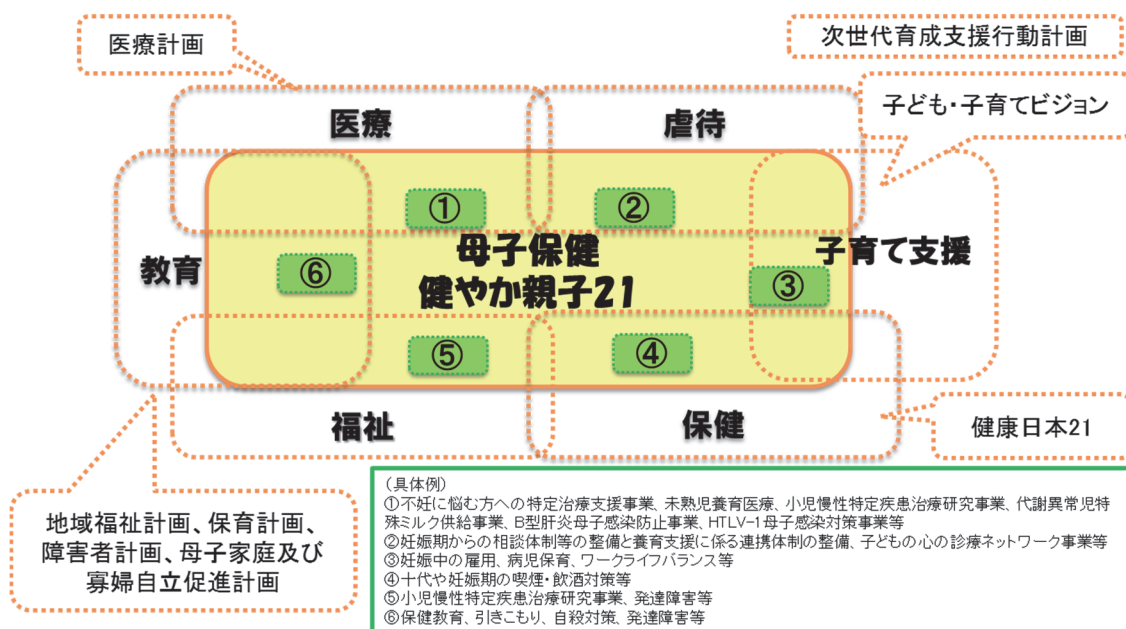 医療計画
次世代育成支援行動計画
子ども・子育てビジョン
医療
虐待
①
②
母子保健
健やか親子21
教育
⑥
子育て支援
③
⑤
④
福祉
保健
健康日本21
地域福祉計画、保育計画、
障害者計画、母子家庭及び
寡婦自立促進計画
(具体例)
①不妊に悩む方への特定治療支援事業、未熟児養育医療、小児慢性特定疾患治療研究事業、代謝異常児特
殊ミルク供給事業、B型肝炎母子感染防止事業、HTLV-1母子感染対策事業等
②妊娠期からの相談体制等の整備と養育支援に係る連携体制の整備、子どもの心の診療ネットワーク事業等
③妊娠中の雇用、病児保育、ワークライフバランス等
④十代や妊娠期の喫煙・飲酒対策等
⑤小児慢性特定疾患治療研究事業、発達障害等
⑥保健教育、引きこもり、自殺対策、発達障害等